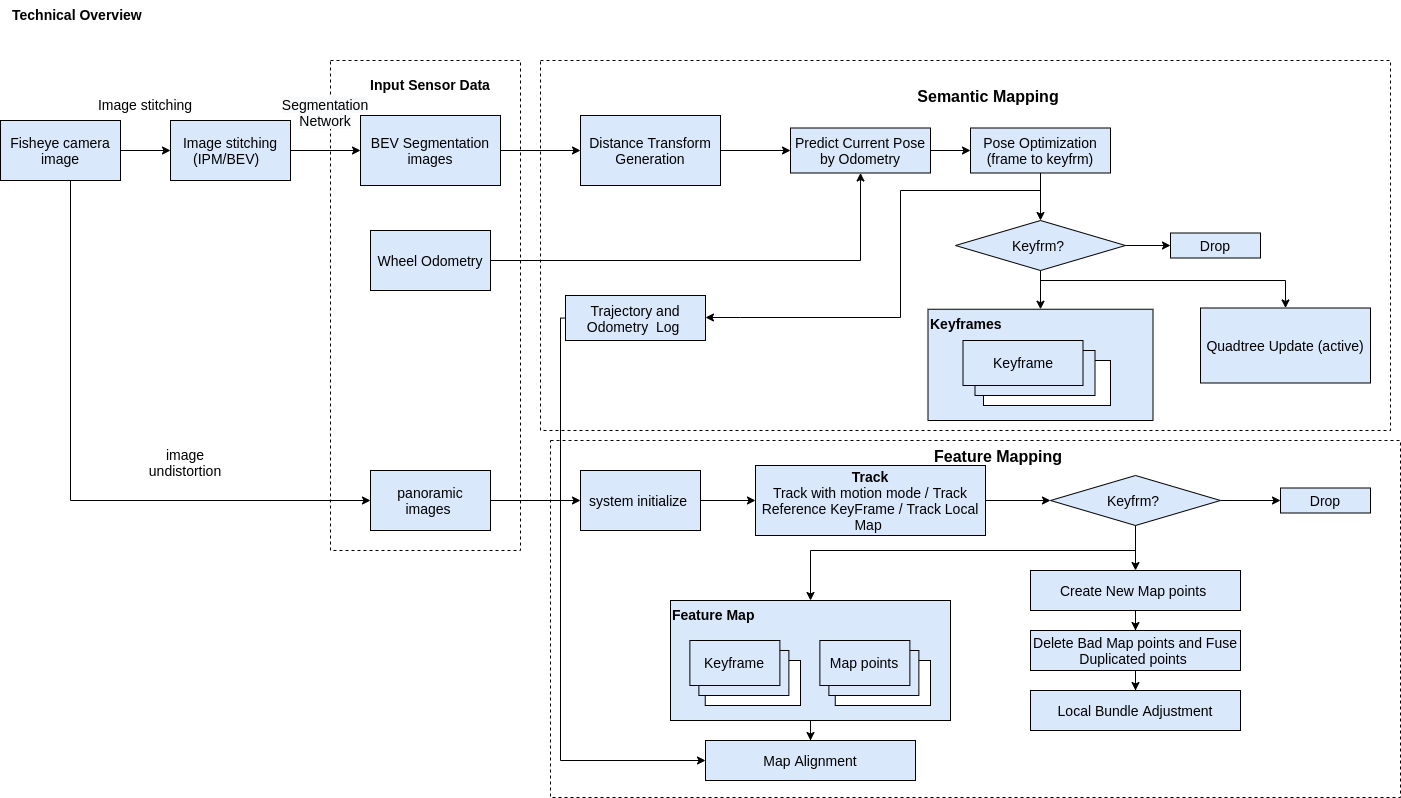 Technical Overview
Input Sensor Data
Semantic Mapping
Image stitching
Segmentation
Network
Fisheye camera
image
Image stitching
(IPM/BEV)
BEV Segmentation
images
Distance Transform
Generation
Predict Current Pose
by Odometry
Pose Optimization
(frame to keyfrm)
Wheel Odometry
Keyfrm?
Drop
Trajectory and
Odometry  Log
Keyframes
Keyframe
Quadtree Update (active)
image
undistortion
Feature Mapping
panoramic
images
system initialize
Track
Track with motion mode / Track
Reference KeyFrame / Track Local
Map
Keyfrm?
Drop
Create New Map points
Feature Map
Keyframe
Map points
Delete Bad Map points and Fuse
Duplicated points
Local Bundle Adjustment
Map Alignment